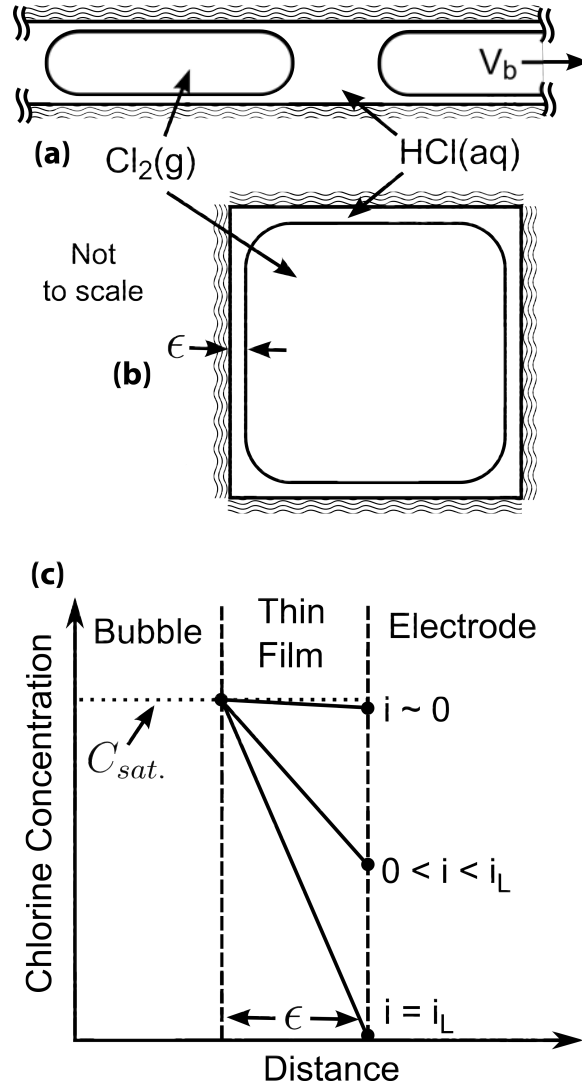 V_b
(a)
Cl₂(g)
HCl(aq)
Not
to scale
ϵ
(b)
(c)
Bubble
Thin
Film
Electrode
i ~ 0
C_sat.
0 < i < i_L
i = i_L
ϵ
Chlorine Concentration
Distance